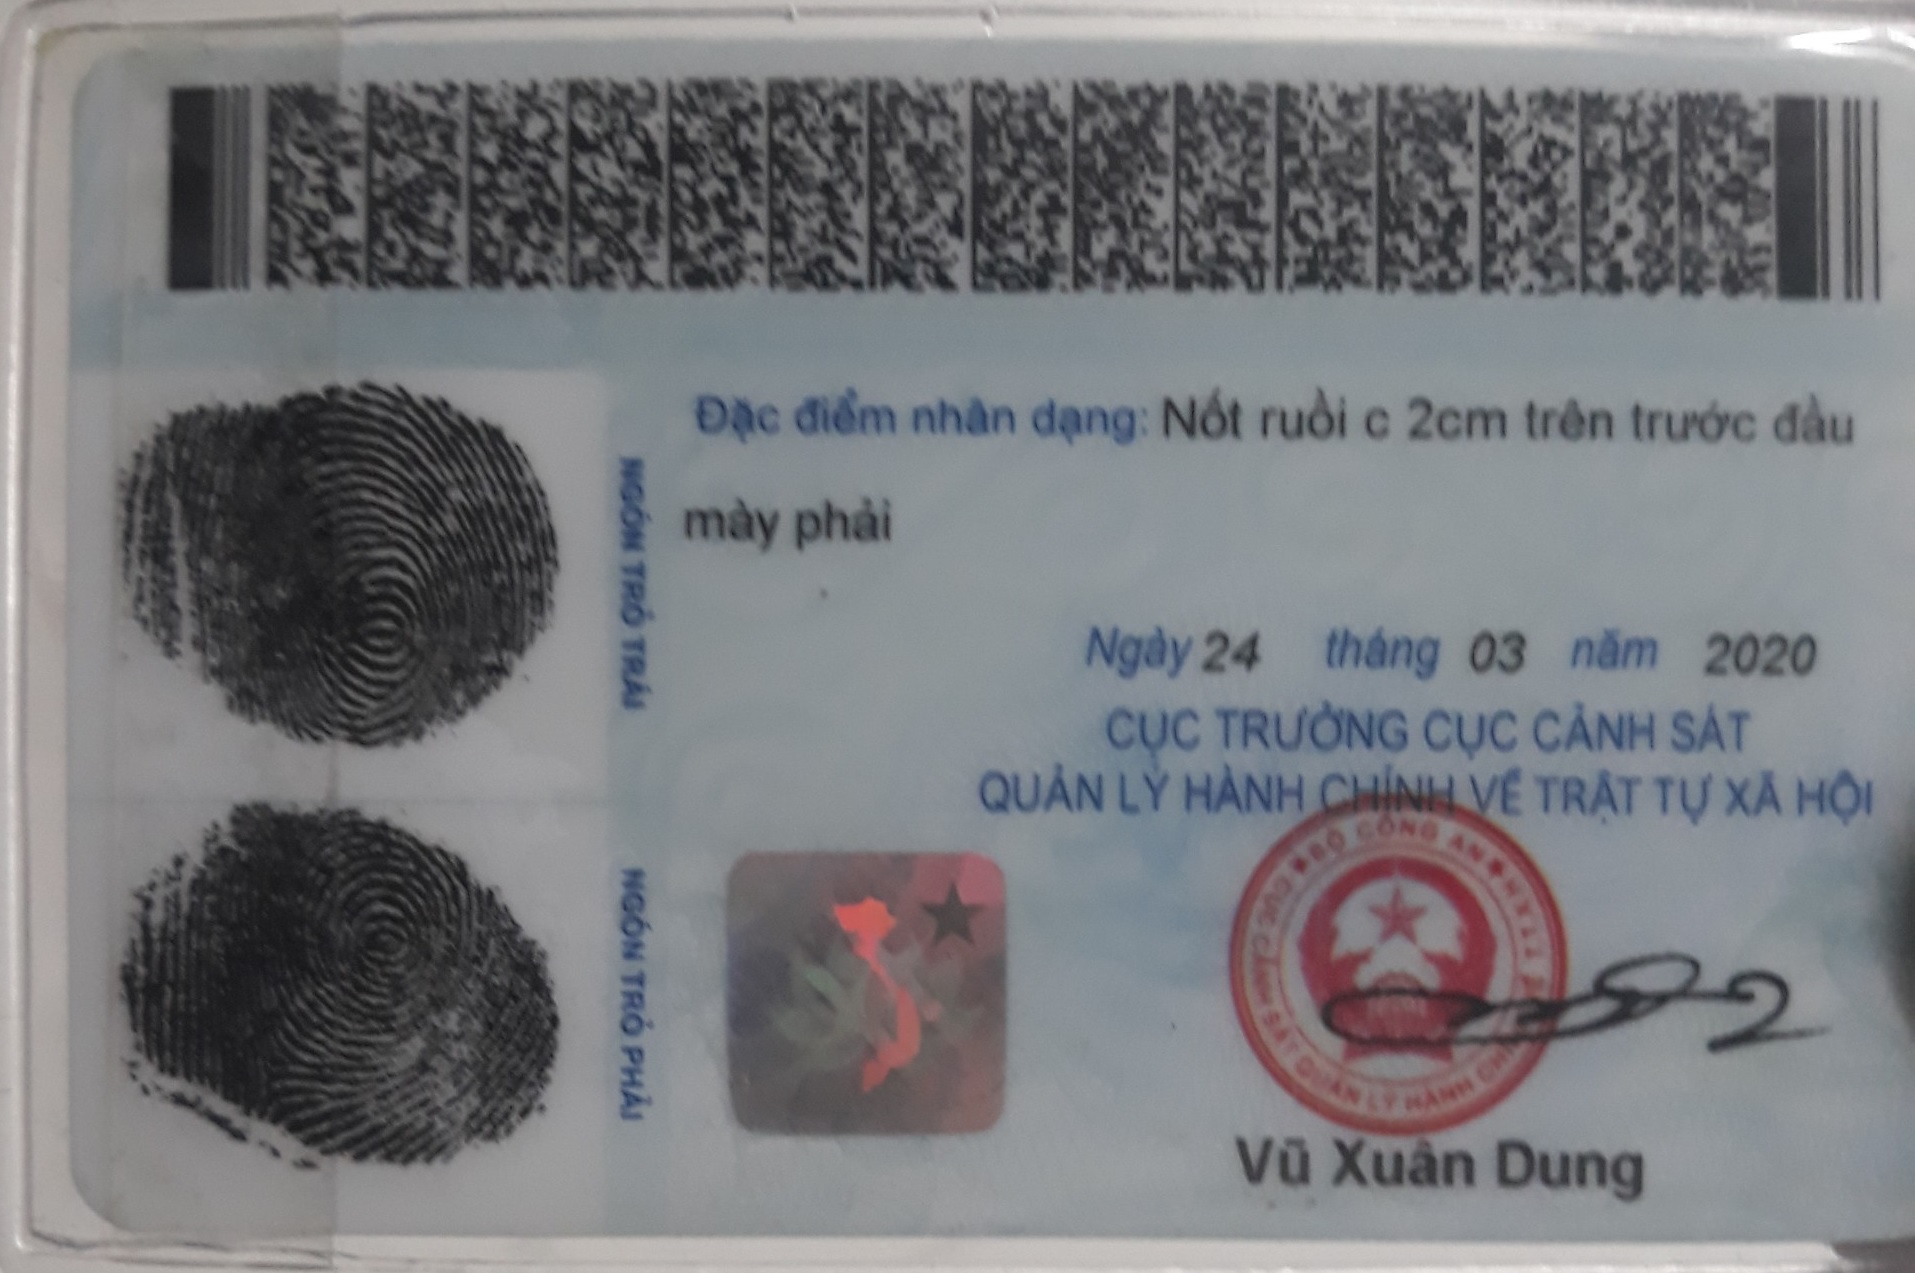 Đặc điểm nhân dạng: Nốt ruồi c 2cm trên trước đầu
mày phải
NGÓN TRỎ TRÁI
Ngày 24 tháng 03 năm 2020
CỤC TRƯỞNG CỤC CẢNH SÁT
QUẢN LÝ HÀNH CHÍNH VỀ TRẬT TỰ XÃ HỘI
NGÓN TRỎ PHẢI
BỘ CÔNG AN
CỤC CẢNH SÁT QUẢN LÝ HÀNH
Vũ Xuân Dung